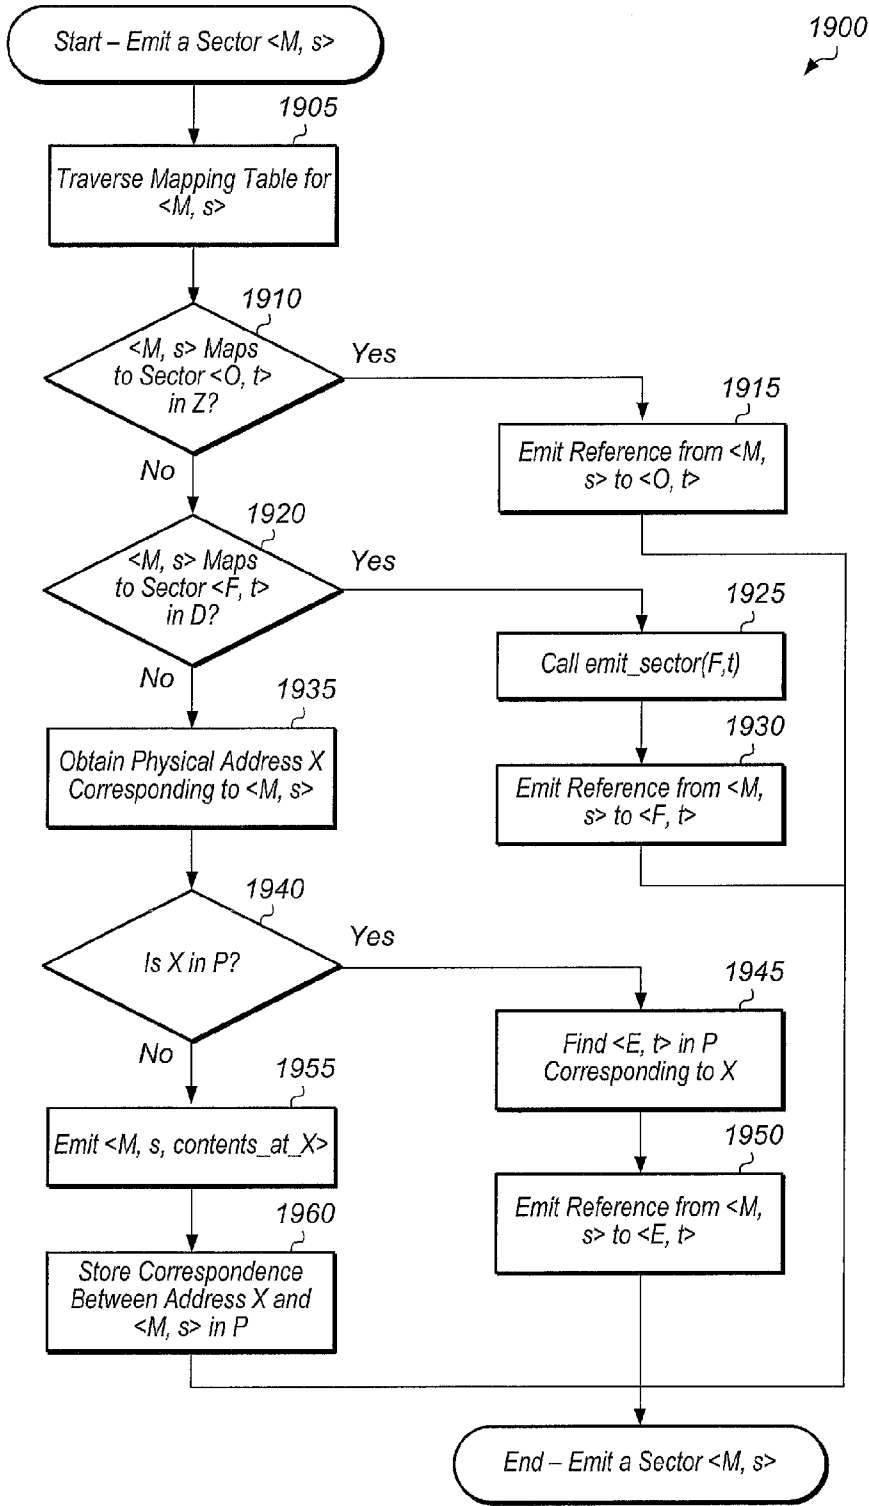 Start – Emit a Sector <M, s>
1900
1905
Traverse Mapping Table for
<M, s>
1910
<M, s> Maps
to Sector <O, t>
in Z?
Yes
No
1915
Emit Reference from <M,
s> to <O, t>
1920
<M, s> Maps
to Sector <F, t>
in D?
Yes
No
1925
Call emit_sector(F,t)
1930
Emit Reference from <M,
s> to <F, t>
1935
Obtain Physical Address X
Corresponding to <M, s>
1940
Is X in P?
Yes
No
1945
Find <E, t> in P
Corresponding to X
1950
Emit Reference from <M,
s> to <E, t>
1955
Emit <M, s, contents_at_X>
1960
Store Correspondence
Between Address X and
<M, s> in P
End – Emit a Sector <M, s>